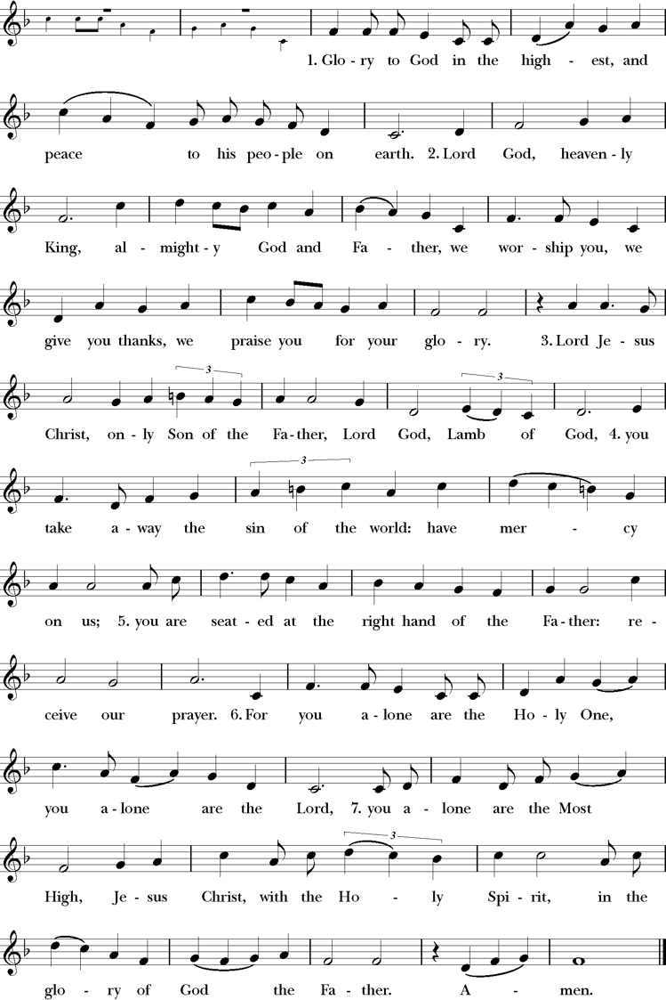 1. Glo - ry to God in the high - est, and
peace to his peo - ple on earth. 2. Lord God, heaven - ly
King, al - might - y God and Fa - ther, we wor - ship you, we
give you thanks, we praise you for your glo - ry. 3. Lord Je - sus
3 3
Christ, on - ly Son of the Fa - ther, Lord God, Lamb of God, 4. you
3
take a - way the sin of the world: have mer - cy
on us; 5. you are seat - ed at the right hand of the Fa - ther: re -
ceive our prayer. 6. For you a - lone are the Ho - ly One,
you a - lone are the Lord, 7. you a - lone are the Most
3
High, Je - sus Christ, with the Ho - ly Spi - rit, in the
glo - ry of God the Fa - ther. A - men.